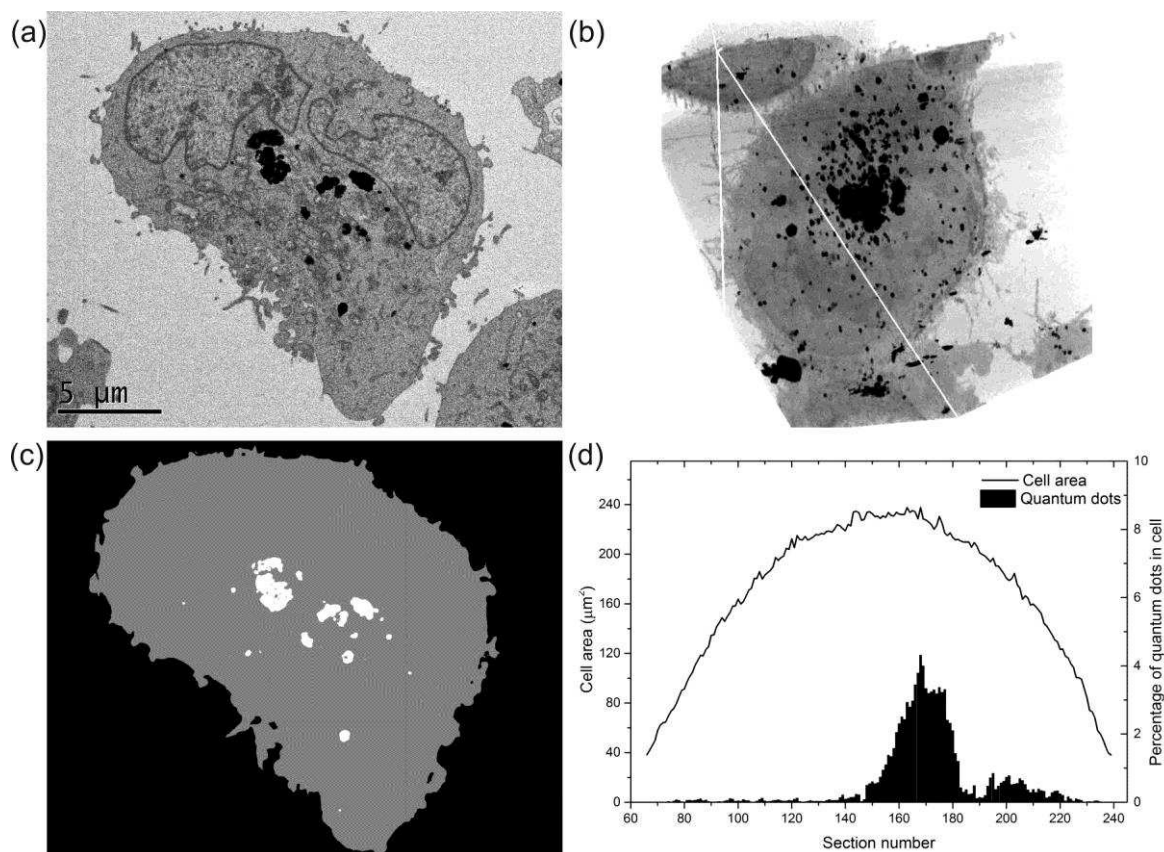 (a)
5 μm
(b)
(c)
(d)
Cell area
Quantum dots
Cell area (μm²)
240
200
160
120
80
40
0
10
8
6
4
2
0
Percentage of quantum dots in cell
60 80 100 120 140 160 180 200 220 240
Section number